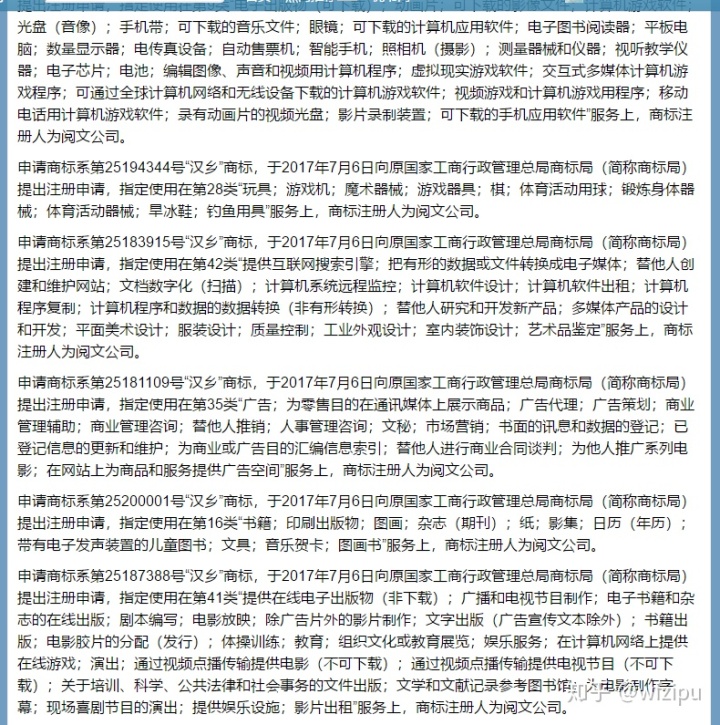 光盘（音像）；手机带；可下载的音乐文件；眼镜；可下载的计算机应用软件；电子图书阅读器；平板电
脑；数量显示器；电传真设备；自动售票机；智能手机；照相机（摄影）；测量器械和仪器；视听教学仪
器；电子芯片；电池；编辑图像、声音和视频用计算机程序；虚拟现实游戏软件；交互式多媒体计算机游
戏程序；可通过全球计算机网络和无线设备下载的计算机游戏软件；视频游戏和计算机游戏用程序；移动
电话用计算机游戏软件；录有动画片的视频光盘；影片录制装置；可下载的手机应用软件”服务上，商标注
册人为阅文公司。
申请商标系第25194344号“汉乡”商标，于2017年7月6日向原国家工商行政管理总局商标局（简称商标局）
提出注册申请，指定使用在第28类“玩具；游戏机；魔术器械；游戏器具；棋；体育活动用球；锻炼身体器
械；体育活动器械；旱冰鞋；钓鱼用具”服务上，商标注册人为阅文公司。
申请商标系第25183915号“汉乡”商标，于2017年7月6日向原国家工商行政管理总局商标局（简称商标局）
提出注册申请，指定使用在第42类“提供互联网搜索引擎；把有形的数据或文件转换成电子媒体；替他人创
建和维护网站；文档数字化（扫描）；计算机系统远程监控；计算机软件设计；计算机软件出租；计算机
程序复制；计算机程序和数据的数据转换（非有形转换）；替他人研究和开发新产品；多媒体产品的设计
和开发；平面美术设计；服装设计；质量控制；工业外观设计；室内装饰设计；艺术品鉴定”服务上，商标
注册人为阅文公司。
申请商标系第25181109号“汉乡”商标，于2017年7月6日向原国家工商行政管理总局商标局（简称商标局）
提出注册申请，指定使用在第35类“广告；为零售目的在通讯媒体上展示商品；广告代理；广告策划；商业
管理辅助；商业管理咨询；替他人推销；人事管理咨询；文秘；市场营销；书面的讯息和数据的登记；已
登记信息的更新和维护；为商业或广告目的汇编信息索引；替他人进行商业合同谈判；为他人推广系列电
影；在网站上为商品和服务提供广告空间”服务上，商标注册人为阅文公司。
申请商标系第25200001号“汉乡”商标，于2017年7月6日向原国家工商行政管理总局商标局（简称商标局）
提出注册申请，指定使用在第16类“书籍；印刷出版物；图画；杂志（期刊）；纸；影集；日历（年历）；
带有电子发声装置的儿童图书；文具；音乐贺卡；图画书”服务上，商标注册人为阅文公司。
申请商标系第25187388号“汉乡”商标，于2017年7月6日向原国家工商行政管理总局商标局（简称商标局）
提出注册申请，指定使用在第41类“提供在线电子出版物（非下载）；广播和电视节目制作；电子书籍和杂
志的在线出版；剧本编写；电影放映；除广告片外的影片制作；文字出版（广告宣传文本除外）；书籍出
版；电影胶片的分配（发行）；体操训练；教育；组织文化或教育展览；娱乐服务；在计算机网络上提供
在线游戏；演出；通过视频点播传输提供电影（不可下载）；通过视频点播传输提供电视节目（不可下
载）；关于培训、科学、公共法律和社会事务的文件出版；文学和文献记录参考图书馆；为电影制作字
幕；现场喜剧节目的演出；提供娱乐设施；影片出租”服务上，商标注册人为阅文公司。
知乎 @wizipu